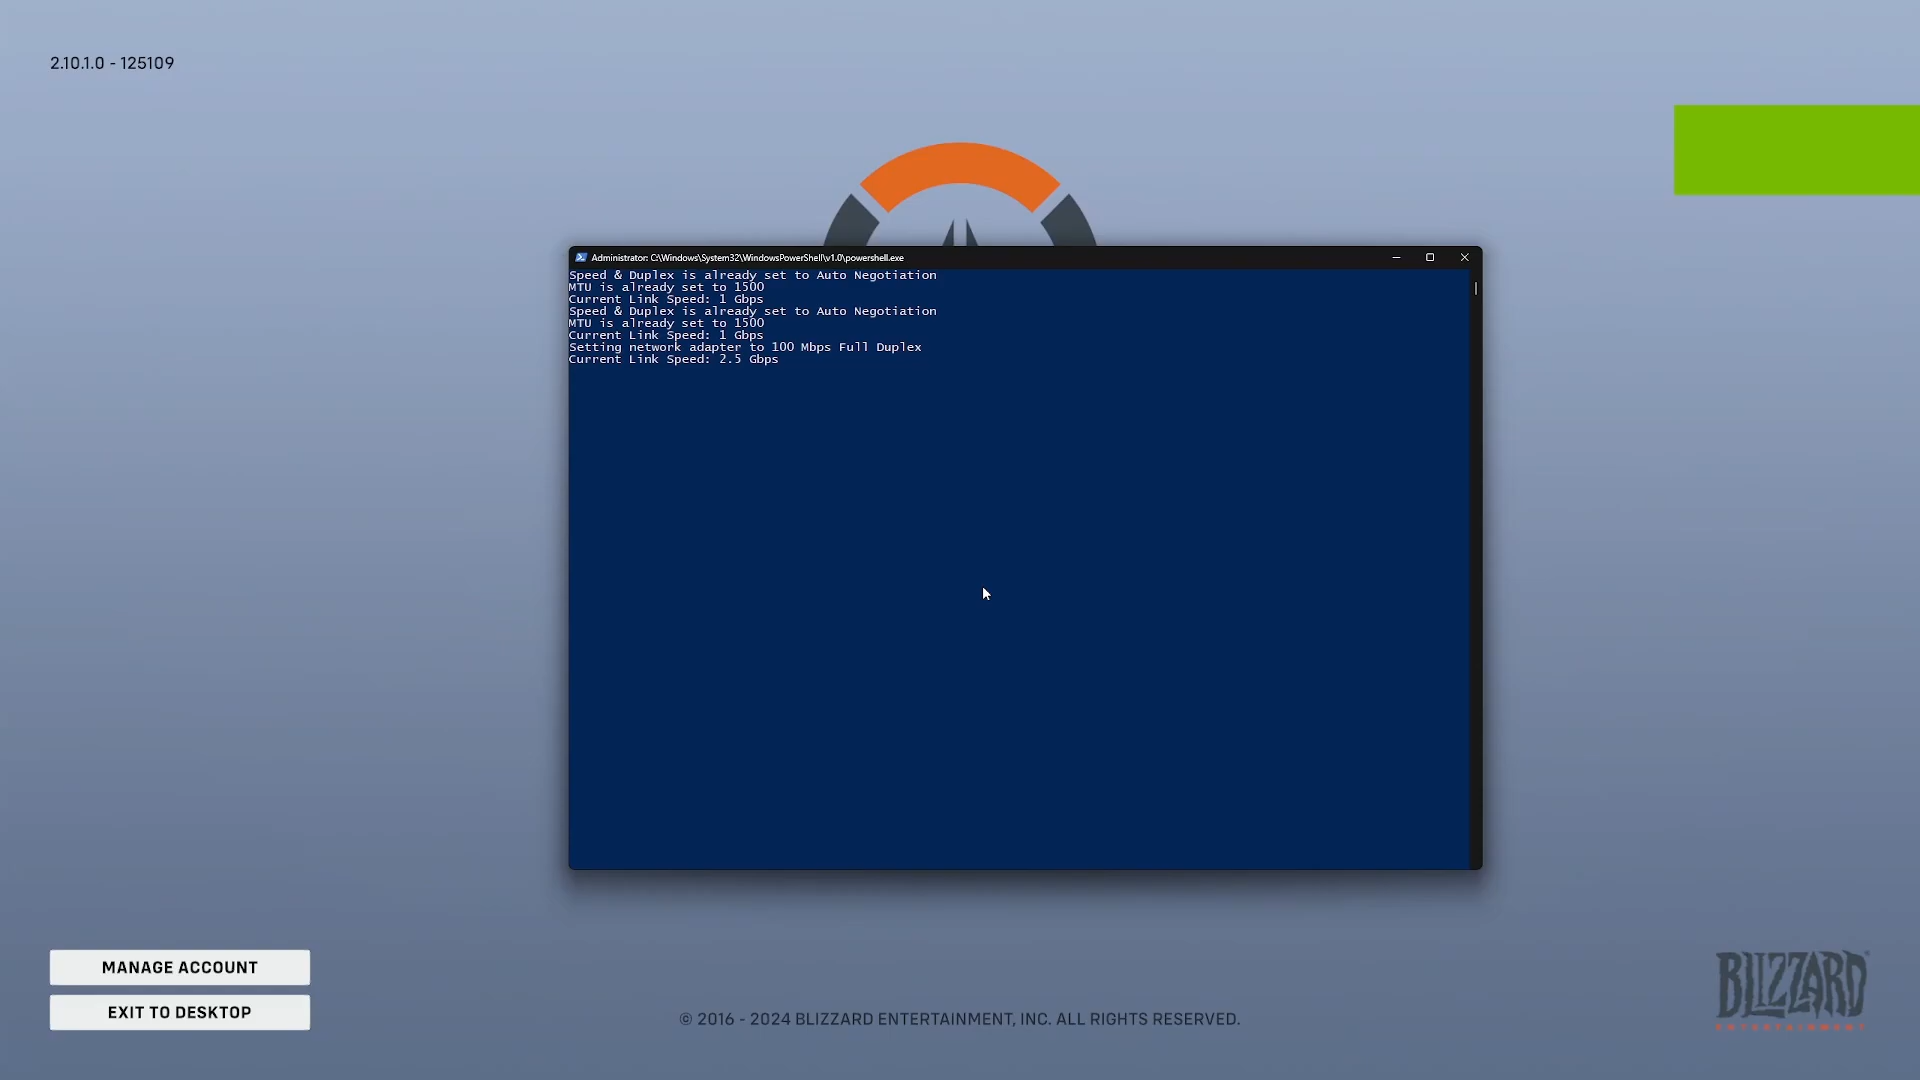 2.10.1.0 - 125109
Administrator: C:\Windows\System32\WindowsPowerShell\v1.0\powershell.exe
Speed & Duplex is already set to Auto Negotiation
MTU is already set to 1500
Current Link Speed: 1 Gbps
Speed & Duplex is already set to Auto Negotiation
MTU is already set to 1500
Current Link Speed: 1 Gbps
Setting network adapter to 100 Mbps Full Duplex
Current Link Speed: 2.5 Gbps
MANAGE ACCOUNT
EXIT TO DESKTOP
© 2016 - 2024 BLIZZARD ENTERTAINMENT, INC. ALL RIGHTS RESERVED.
BLIZZARD
ENTERTAINMENT